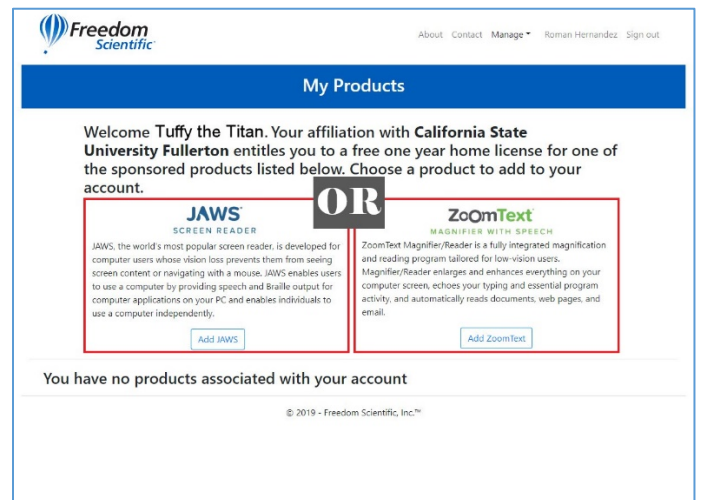 Freedom
Scientific
About Contact Manage Roman Hernandez Sign out
My Products
Welcome Tuffy the Titan. Your affiliation with California State
University Fullerton entitles you to a free one year home license for one of
the sponsored products listed below. Choose a product to add to your
account.
OR
JAWS
SCREEN READER
JAWS, the world's most popular screen reader, is developed for
computer users whose vision loss prevents them from seeing
screen content or navigating with a mouse. JAWS enables users
to use a computer by providing speech and Braille output for
computer applications on your PC and enables individuals to
use a computer independently.
Add JAWS
ZoomText
MAGNIFIER WITH SPEECH
ZoomText Magnifier/Reader is a fully integrated magnification
and reading program tailored for low-vision users.
Magnifier/Reader enlarges and enhances everything on your
computer screen, echoes your typing and essential program
activity, and automatically reads documents, web pages, and
email.
Add ZoomText
You have no products associated with your account
© 2019 - Freedom Scientific, Inc.™